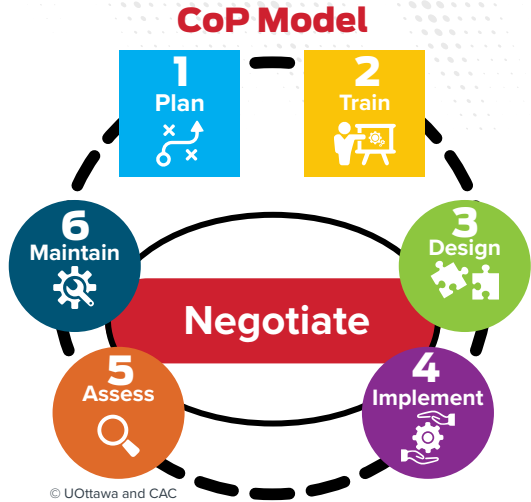 CoP Model
1
Plan
2
Train
3
Design
4
Implement
5
Assess
6
Maintain
Negotiate
© UOttawa and CAC